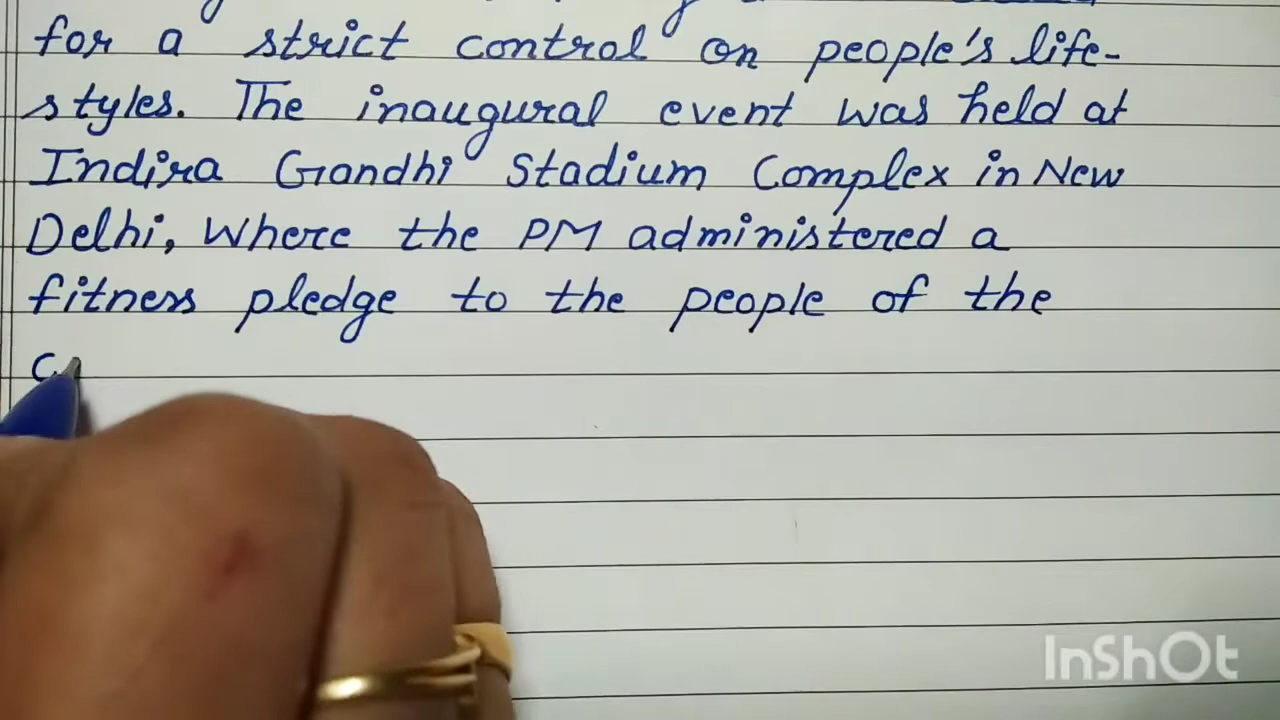 for a strict control on people's life-
styles. The inaugural event was held at
Indira Gandhi Stadium Complex in New
Delhi, Where the PM administered a
fitness pledge to the people of the
InShOt